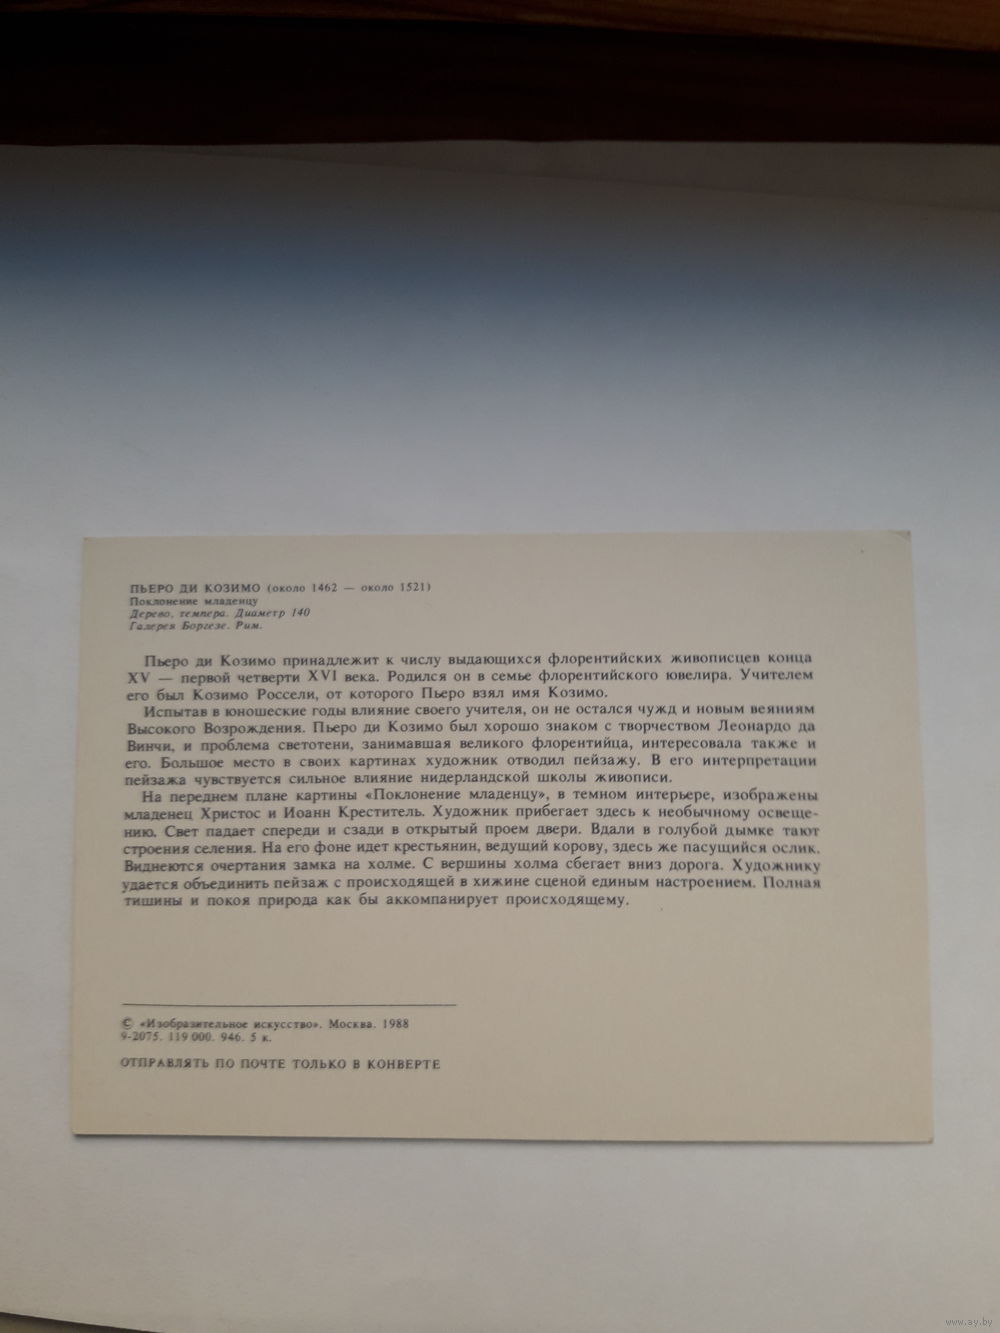 ПЬЕРО ДИ КОЗИМО (около 1462 — около 1521)
Поклонение младенцу
Дерево, темпера. Диаметр 140
Галерея Боргезе. Рим.
Пьеро ди Козимо принадлежит к числу выдающихся флорентийских живописцев конца
XV — первой четверти XVI века. Родился он в семье флорентийского ювелира. Учителем
его был Козимо Россели, от которого Пьеро взял имя Козимо.
Испытав в юношеские годы влияние своего учителя, он не остался чужд и новым веяниям
Высокого Возрождения. Пьеро ди Козимо был хорошо знаком с творчеством Леонардо да
Винчи, и проблема светотени, занимавшая великого флорентийца, интересовала также и
его. Большое место в своих картинах художник отводил пейзажу. В его интерпретации
пейзажа чувствуется сильное влияние нидерландской школы живописи.
На переднем плане картины «Поклонение младенцу», в темном интерьере, изображены
младенец Христос и Иоанн Креститель. Художник прибегает здесь к необычному освеще-
нию. Свет падает спереди и сзади в открытый проем двери. Вдали в голубой дымке тают
строения селения. На его фоне идет крестьянин, ведущий корову, здесь же пасущийся ослик.
Виднеются очертания замка на холме. С вершины холма сбегает вниз дорога. Художнику
удается объединить пейзаж с происходящей в хижине сценой единым настроением. Полная
тишины и покоя природа как бы аккомпанирует происходящему.
© «Изобразительное искусство». Москва. 1988
9-2075. 119 000. 946. 5 к.
ОТПРАВЛЯТЬ ПО ПОЧТЕ ТОЛЬКО В КОНВЕРТЕ
www.ay.by